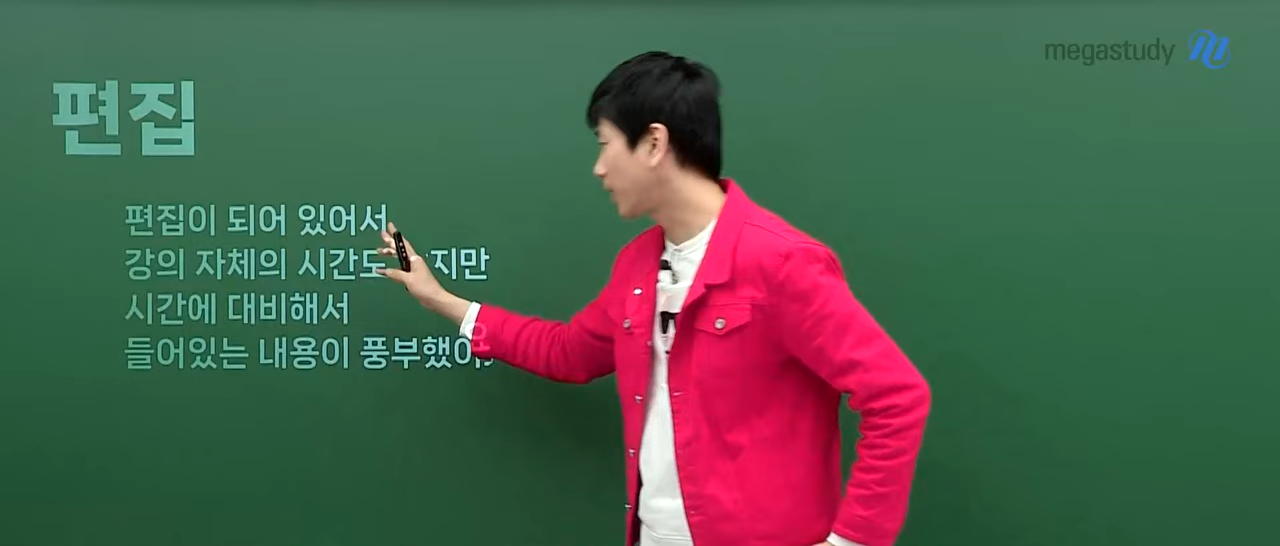 megastudy
편집
편집이 되어 있어서
강의 자체의 시간도 지만
시간에 대비해서
들어있는 내용이 풍부했어요